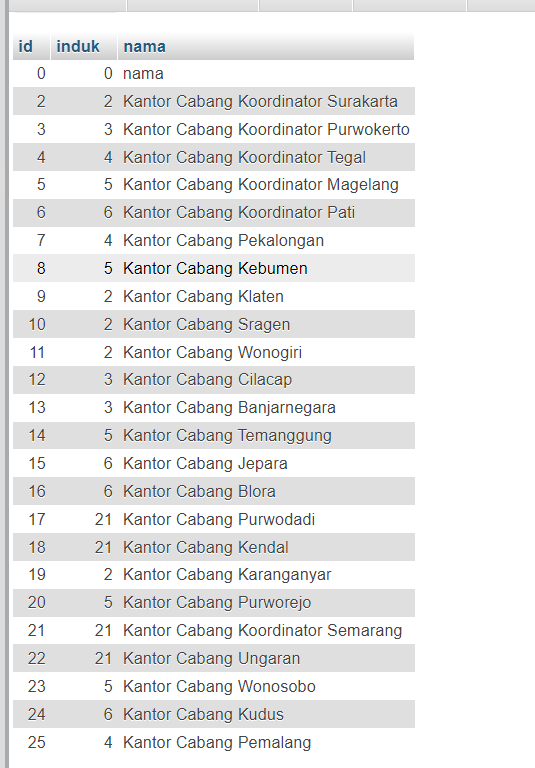 id induk nama
0 0 nama
2 2 Kantor Cabang Koordinator Surakarta
3 3 Kantor Cabang Koordinator Purwokerto
4 4 Kantor Cabang Koordinator Tegal
5 5 Kantor Cabang Koordinator Magelang
6 6 Kantor Cabang Koordinator Pati
7 4 Kantor Cabang Pekalongan
8 5 Kantor Cabang Kebumen
9 2 Kantor Cabang Klaten
10 2 Kantor Cabang Sragen
11 2 Kantor Cabang Wonogiri
12 3 Kantor Cabang Cilacap
13 3 Kantor Cabang Banjarnegara
14 5 Kantor Cabang Temanggung
15 6 Kantor Cabang Jepara
16 6 Kantor Cabang Blora
17 21 Kantor Cabang Purwodadi
18 21 Kantor Cabang Kendal
19 2 Kantor Cabang Karanganyar
20 5 Kantor Cabang Purworejo
21 21 Kantor Cabang Koordinator Semarang
22 21 Kantor Cabang Ungaran
23 5 Kantor Cabang Wonosobo
24 6 Kantor Cabang Kudus
25 4 Kantor Cabang Pemalang